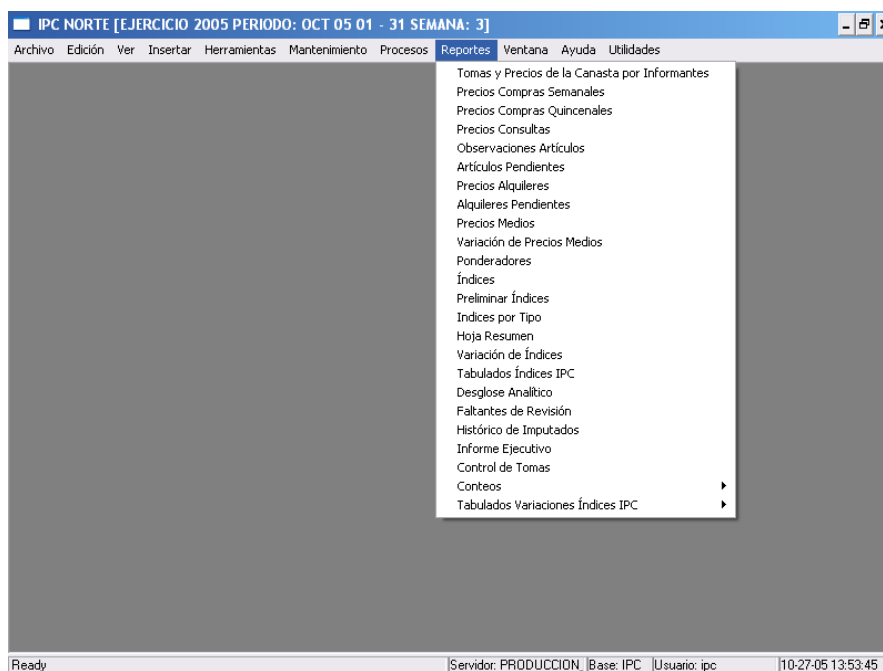 IPC NORTE [EJERCICIO 2005 PERIODO: OCT 05 01 - 31 SEMANA: 3]
Archivo Edición Ver Insertar Herramientas Mantenimiento Procesos Reportes Ventana Ayuda Utilidades
Tomas y Precios de la Canasta por Informantes
Precios Compras Semanales
Precios Compras Quincenales
Precios Consultas
Observaciones Artículos
Artículos Pendientes
Precios Alquileres
Alquileres Pendientes
Precios Medios
Variación de Precios Medios
Ponderadores
Índices
Preliminar Índices
Indices por Tipo
Hoja Resumen
Variación de Índices
Tabulados Índices IPC
Desglose Analítico
Faltantes de Revisión
Histórico de Imputados
Informe Ejecutivo
Control de Tomas
Conteos
Tabulados Variaciones Índices IPC
Ready Servidor: PRODUCCION_ Base: IPC Usuario: ipc 10-27-05 13:53:45